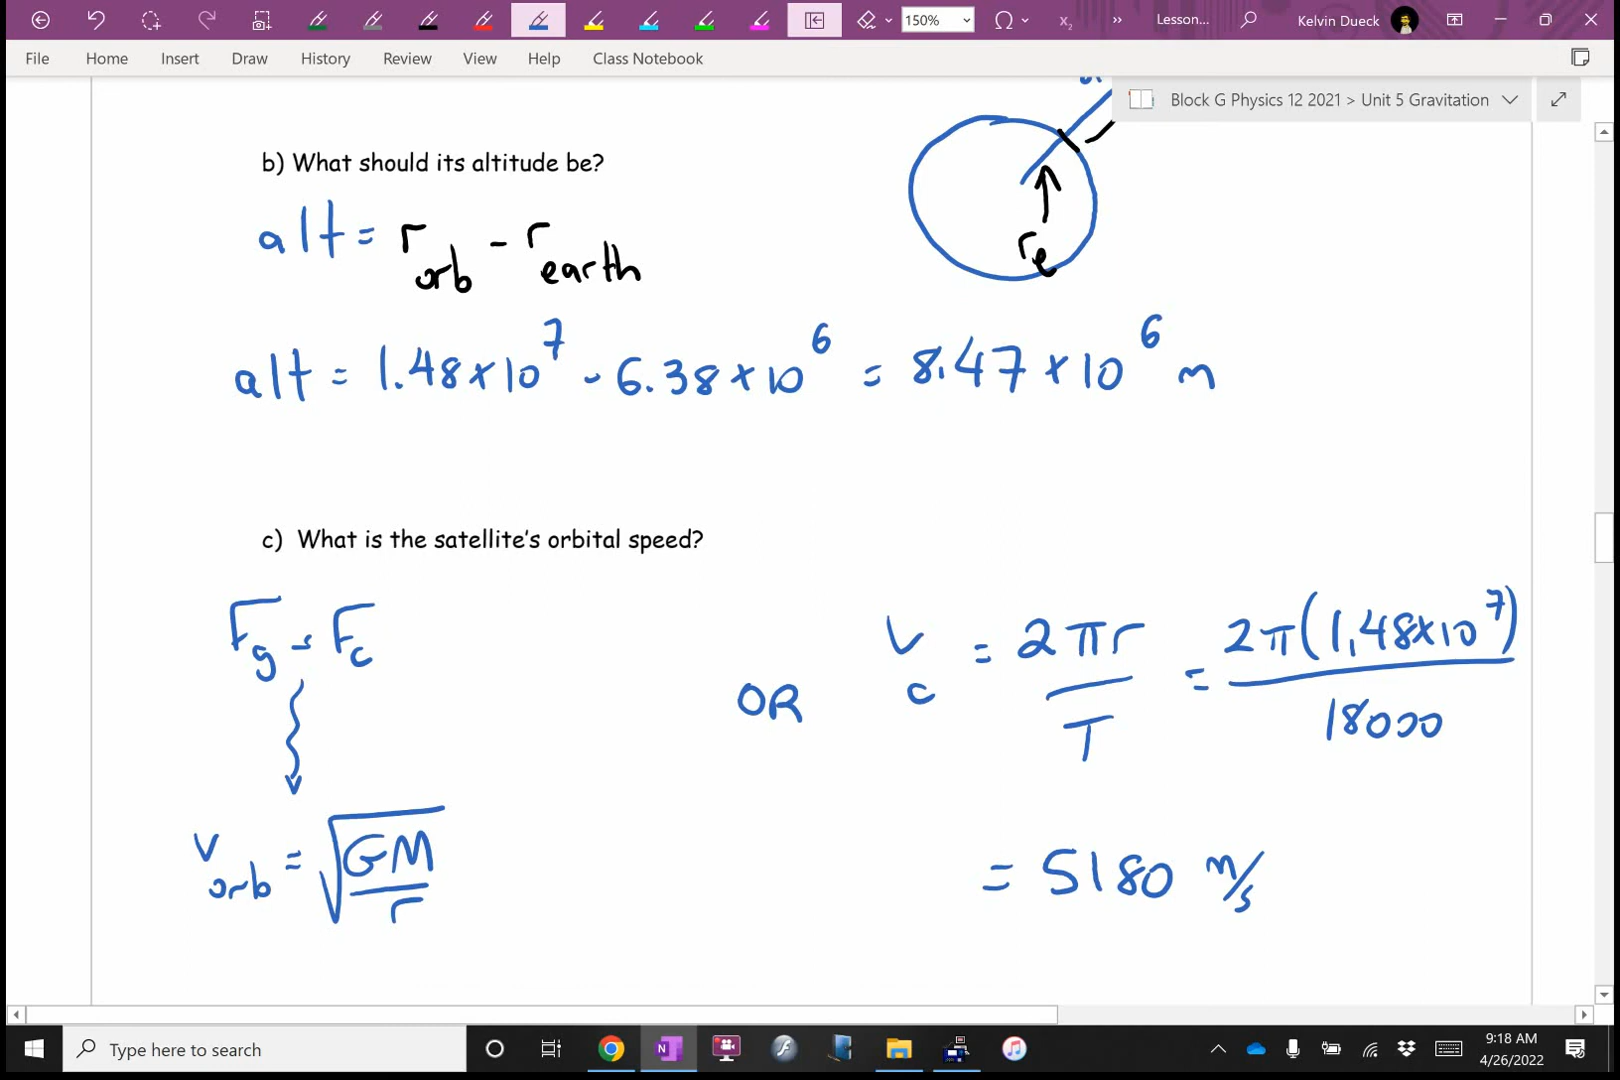 150%
Lesson...
Kelvin Dueck
File Home Insert Draw History Review View Help Class Notebook
Block G Physics 12 2021 > Unit 5 Gravitation
b) What should its altitude be?
alt = r orb - r earth
re
alt = 1.48×10^7 - 6.38×10^6 = 8.47×10^6 m
c) What is the satellite's orbital speed?
Fg = Fc
OR
v c = 2πr / T = 2π(1.48×10^7) / 18000
v orb = √(GM / r)
= 5180 m/s
Type here to search
9:18 AM
4/26/2022